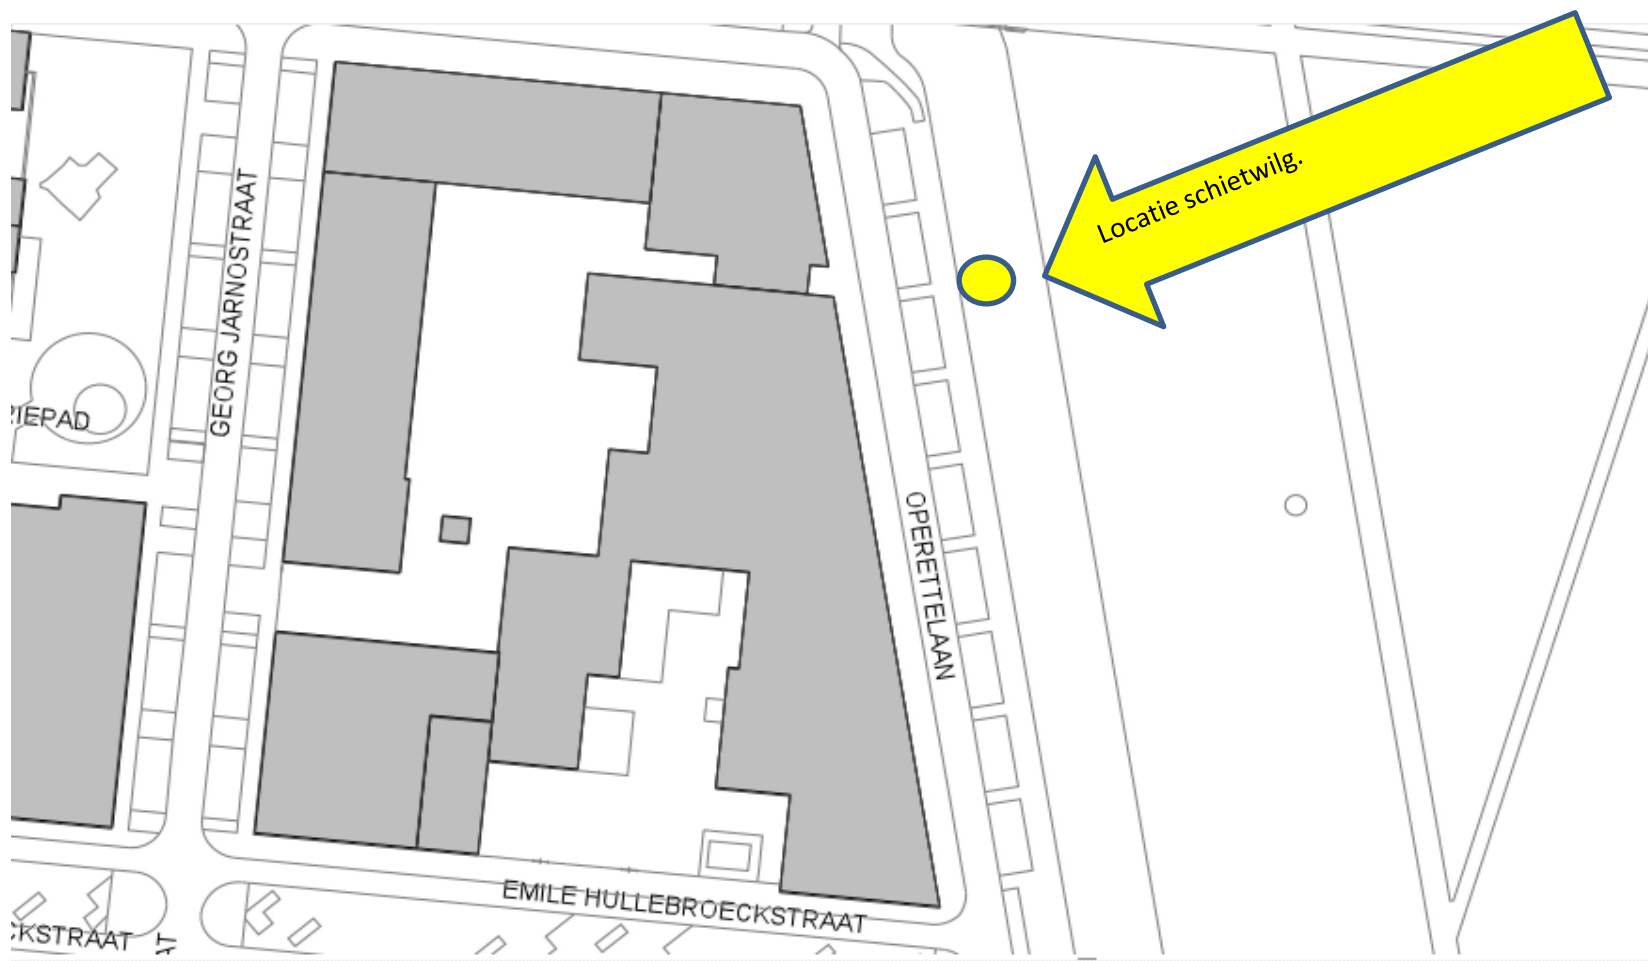 Locatie schietwilg.
GEORG JARNOSTRAAT
OPERETTELAAN
EMILE HULLEBROECKSTRAAT